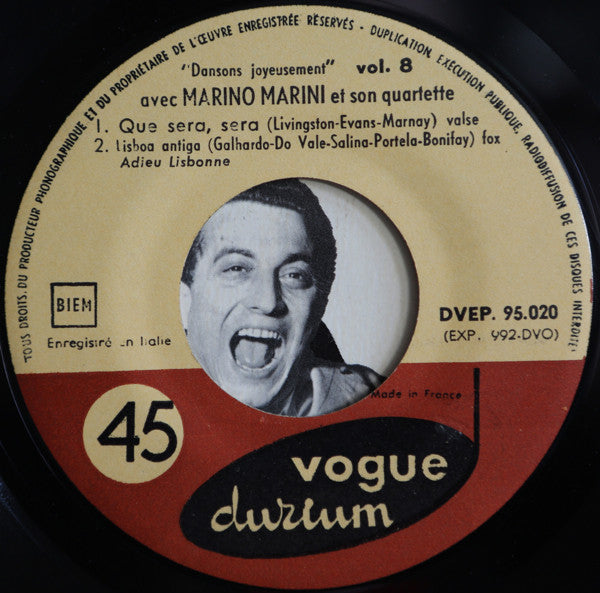 TOUS DROITS DU PRODUCTEUR PHONOGRAPHIQUE ET DU PROPRIÉTAIRE DE L'ŒUVRE ENREGISTRÉE RÉSERVÉS - DUPLICATION, EXECUTION PUBLIQUE, RADIODIFFUSION DE CES DISQUES INTERDITE
"Dansons joyeusement" vol. 8
avec MARINO MARINI et son quartette
1. Que sera, sera (Livingston-Evans-Marnay) valse
2. Lisboa antiga (Galhardo-Do Vale-Salina-Portela-Bonifay) fox
Adieu Lisbonne
BIEM
Enregistré en Italie
DVEP. 95.020
(EXP. 992-DVO)
Made in France
45
vogue
durium